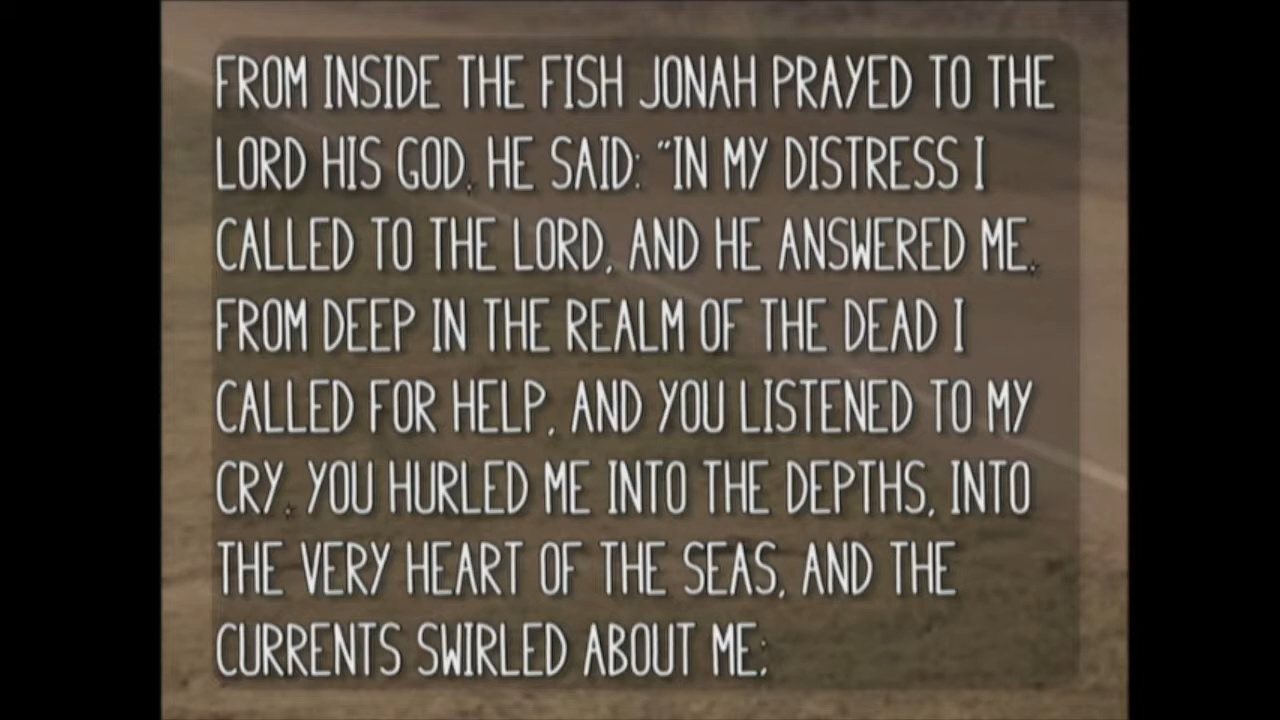 FROM INSIDE THE FISH JONAH PRAYED TO THE
LORD HIS GOD. HE SAID: "IN MY DISTRESS I
CALLED TO THE LORD, AND HE ANSWERED ME.
FROM DEEP IN THE REALM OF THE DEAD I
CALLED FOR HELP, AND YOU LISTENED TO MY
CRY. YOU HURLED ME INTO THE DEPTHS, INTO
THE VERY HEART OF THE SEAS, AND THE
CURRENTS SWIRLED ABOUT ME;